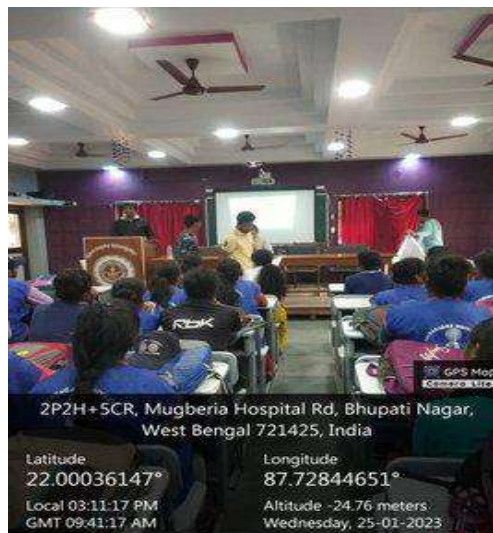 RBK
GPS Map
Camera Lite
2P2H+5CR, Mugberia Hospital Rd, Bhupati Nagar,
West Bengal 721425, India
Latitude
22.00036147°
Longitude
87.72844651°
Local 03:11:17 PM
GMT 09:41:17 AM
Altitude -24.76 meters
Wednesday, 25-01-2023